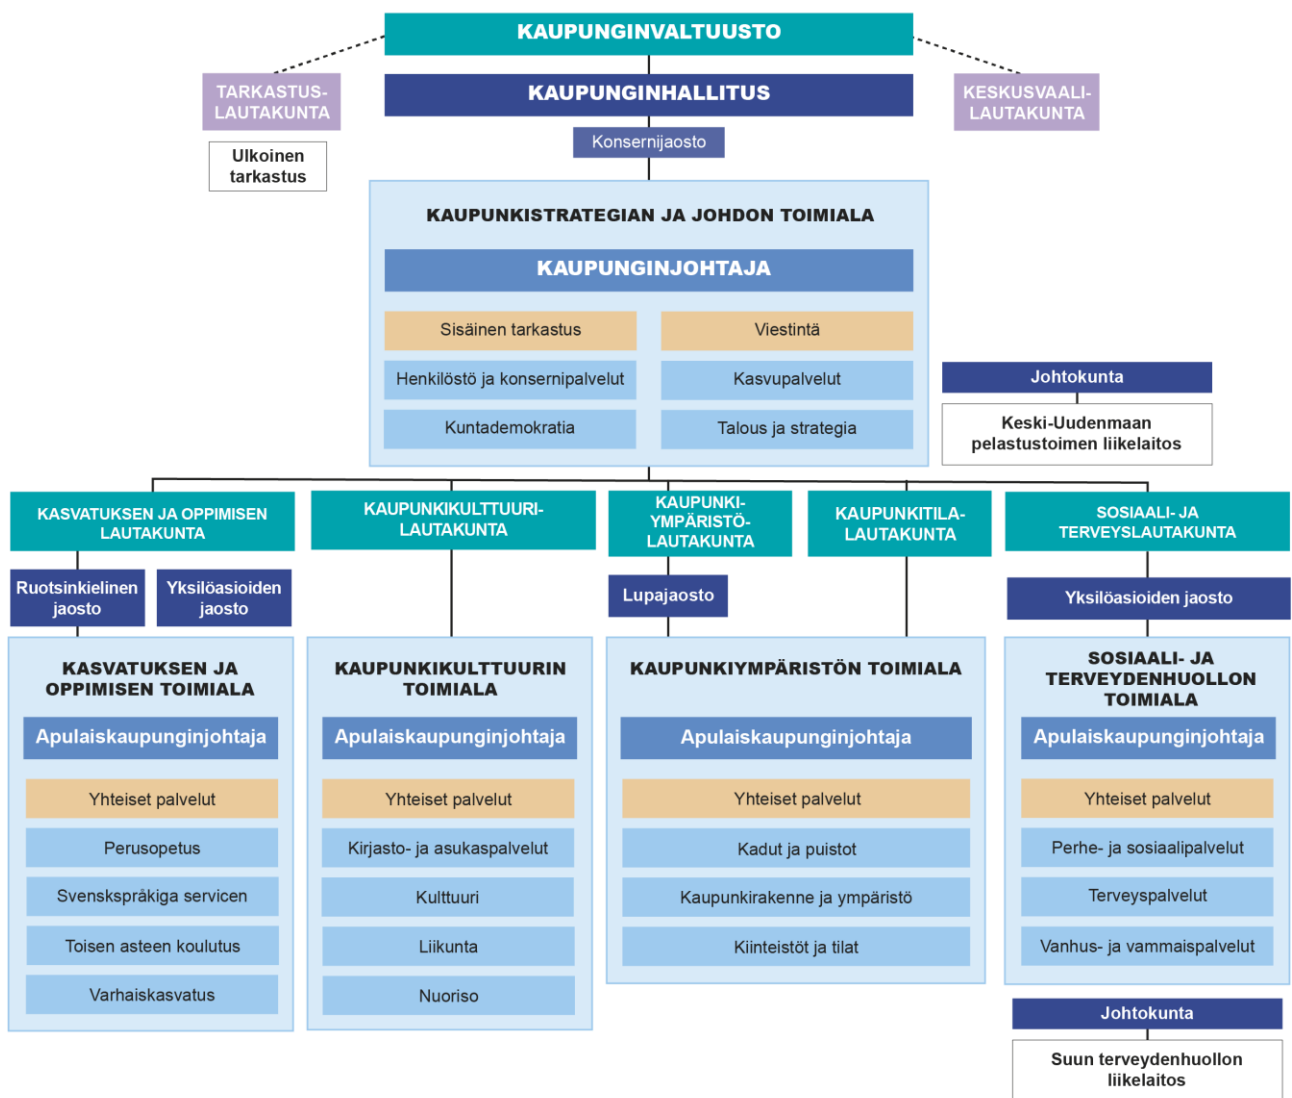 KAUPUNGINVALTUUSTO
TARKASTUS-
LAUTAKUNTA
KAUPUNGINHALLITUS
KESKUSVAALI-
LAUTAKUNTA
Ulkoinen
tarkastus
Konsernijaosto
KAUPUNKISTRATEGIAN JA JOHDON TOIMIALA
KAUPUNGINJOHTAJA
Sisäinen tarkastus
Viestintä
Henkilöstö ja konsernipalvelut
Kasvupalvelut
Kuntademokratia
Talous ja strategia
Johtokunta
Keski-Uudenmaan
pelastustoimen liikelaitos
KASVATUKSEN JA OPPIMISEN
LAUTAKUNTA
KAUPUNKIKULTTUURI-
LAUTAKUNTA
KAUPUNKI-
YMPÄRISTÖ-
LAUTAKUNTA
KAUPUNKITILA-
LAUTAKUNTA
SOSIAALI- JA
TERVEYSLAUTAKUNTA
Ruotsinkielinen
jaosto
Yksilöasioiden
jaosto
Lupajaosto
Yksilöasioiden jaosto
KASVATUKSEN JA
OPPIMISEN TOIMIALA
Apulaiskaupunginjohtaja
Yhteiset palvelut
Perusopetus
Svenskspråkiga servicen
Toisen asteen koulutus
Varhaiskasvatus
KAUPUNKIKULTTUURIN
TOIMIALA
Apulaiskaupunginjohtaja
Yhteiset palvelut
Kirjasto- ja asukaspalvelut
Kulttuuri
Liikunta
Nuoriso
KAUPUNKIYMPÄRISTÖN TOIMIALA
Apulaiskaupunginjohtaja
Yhteiset palvelut
Kadut ja puistot
Kaupunkirakenne ja ympäristö
Kiinteistöt ja tilat
SOSIAALI- JA
TERVEYDENHUOLLON
TOIMIALA
Apulaiskaupunginjohtaja
Yhteiset palvelut
Perhe- ja sosiaalipalvelut
Terveyspalvelut
Vanhus- ja vammaispalvelut
Johtokunta
Suun terveydenhuollon
liikelaitos